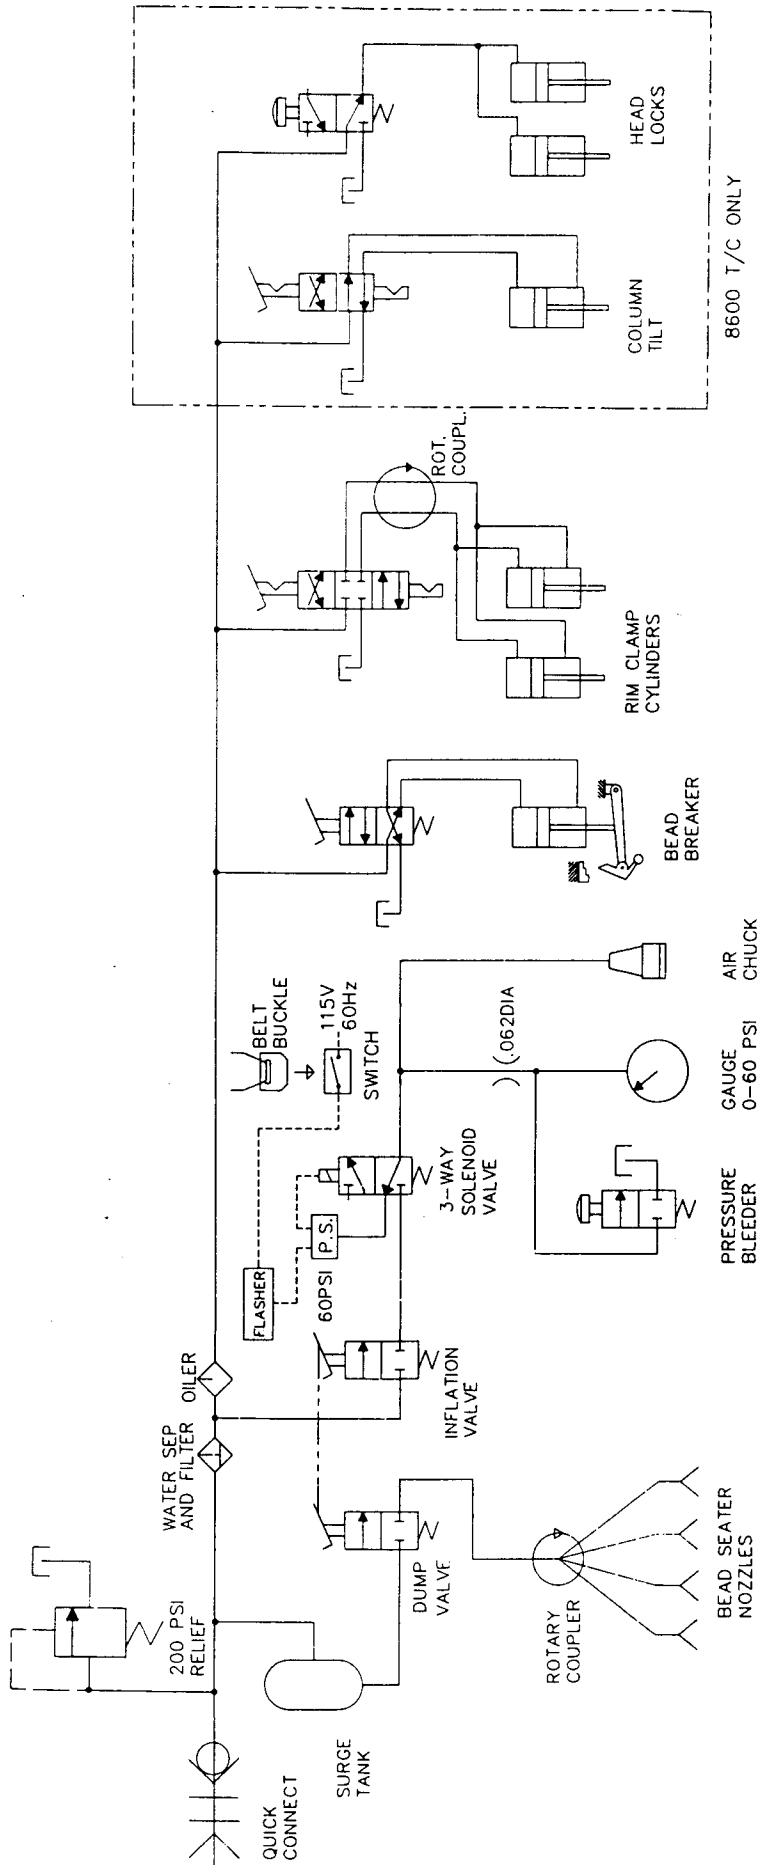 QUICK
CONNECT
200 PSI
RELIEF
SURGE
TANK
WATER SEP
AND FILTER
OILER
DUMP
VALVE
ROTARY
COUPLER
BEAD SEATER
NOZZLES
INFLATION
VALVE
FLASHER
60PSI
P.S.
3-WAY
SOLENOID
VALVE
BELT
BUCKLE
115V
60Hz
SWITCH
.062DIA
PRESSURE
BLEEDER
GAUGE
0-60 PSI
AIR
CHUCK
BEAD
BREAKER
RIM CLAMP
CYLINDERS
ROT.
COUPL.
COLUMN
TILT
HEAD
LOCKS
8600 T/C ONLY